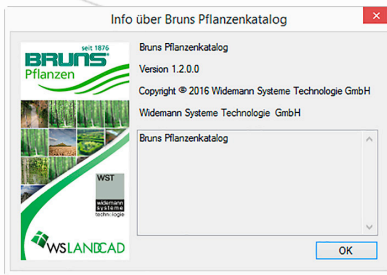 Info über Bruns Pflanzenkatalog
seit 1876
BRUNS®
Pflanzen
WST
widemann
systeme
technologie
WSLANDCAD
Bruns Pflanzenkatalog
Version 1.2.0.0
Copyright © 2016 Widemann Systeme Technologie GmbH
Widemann Systeme Technologie GmbH
Bruns Pflanzenkatalog
OK